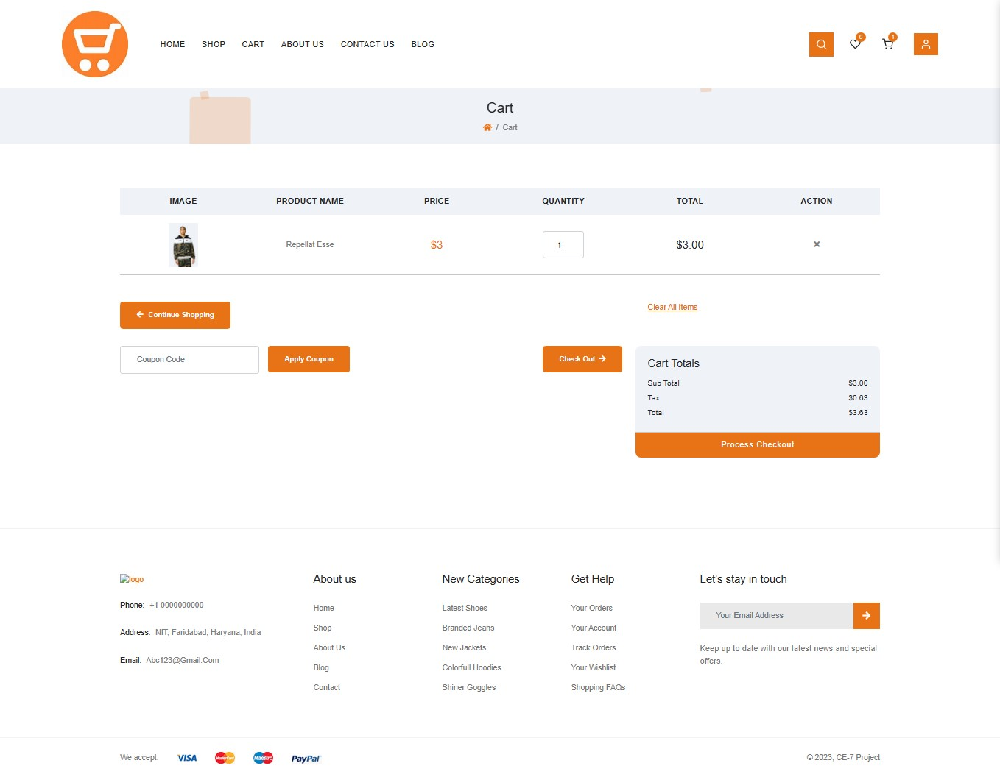 HOME SHOP CART ABOUT US CONTACT US BLOG 0 1
Cart
/ Cart
IMAGE PRODUCT NAME PRICE QUANTITY TOTAL ACTION
Repellat Esse $3 1 $3.00 ×
Clear All Items
← Continue Shopping
Coupon Code Apply Coupon Check Out →
Cart Totals
Sub Total $3.00
Tax $0.63
Total $3.63
Process Checkout
logo
Phone: +1 0000000000
Address: NIT, Faridabad, Haryana, India
Email: Abc123@Gmail.Com
About us
Home
Shop
About Us
Blog
Contact
New Categories
Latest Shoes
Branded Jeans
New Jackets
Colorfull Hoodies
Shiner Goggles
Get Help
Your Orders
Your Account
Track Orders
Your Wishlist
Shopping FAQs
Let's stay in touch
Your Email Address
Keep up to date with our latest news and special
offers.
We accept: VISA MasterCard Maestro PayPal
© 2023, CE-7 Project